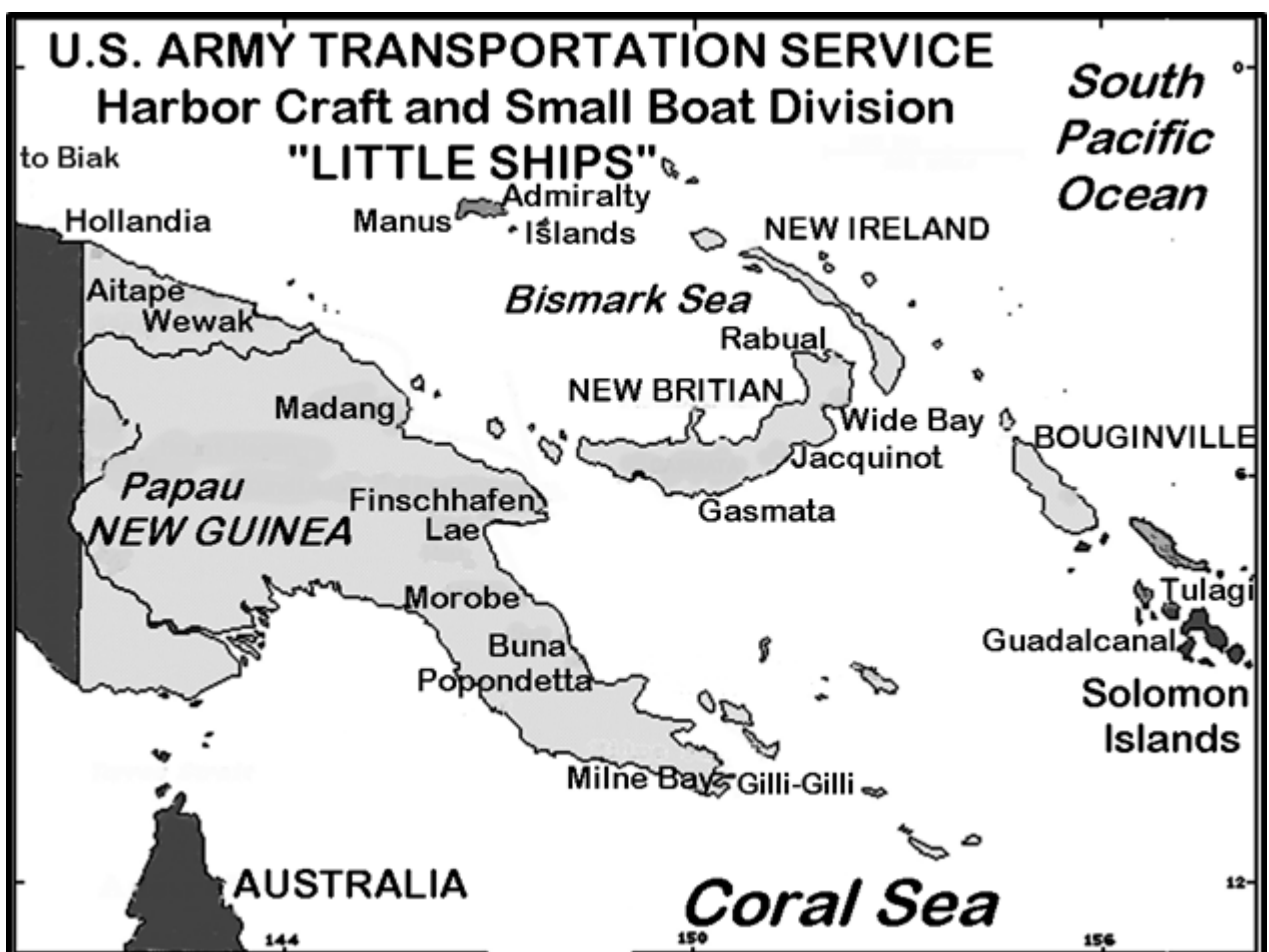 U.S. ARMY TRANSPORTATION SERVICE
Harbor Craft and Small Boat Division
"LITTLE SHIPS"
South
Pacific
Ocean
0
to Biak
Hollandia
Manus
Admiralty
Islands
NEW IRELAND
Aitape
Wewak
Bismark Sea
Rabual
NEW BRITIAN
Madang
Wide Bay
Jacquinot
BOUGINVILLE
6
Papau
NEW GUINEA
Finschhafen
Lae
Gasmata
Morobe
Buna
Popondetta
Tulagi
Guadalcanal
Solomon
Islands
Milne Bay
Gilli-Gilli
AUSTRALIA
Coral Sea
12
144
150
156